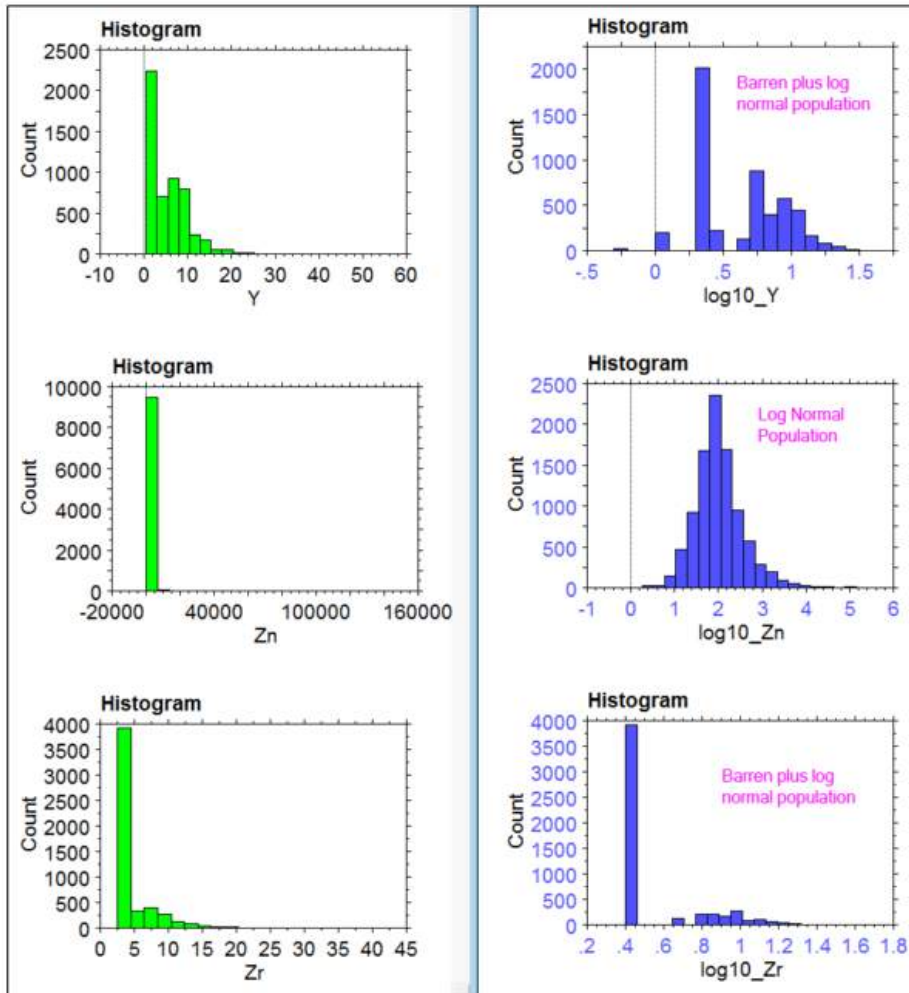 Histogram
2500
2000
1500
1000
500
0
Count
-10 0 10 20 30 40 50 60
Y
Histogram
2000
1500
1000
500
0
Count
Barren plus log
normal population
-.5 0 .5 1 1.5
log10_Y
Histogram
10000
8000
6000
4000
2000
0
Count
-20000 40000 100000 160000
Zn
Histogram
2500
2000
1500
1000
500
0
Count
Log Normal
Population
-1 0 1 2 3 4 5 6
log10_Zn
Histogram
4000
3500
3000
2500
2000
1500
1000
500
0
Count
0 5 10 15 20 25 30 35 40 45
Zr
Histogram
4000
3500
3000
2500
2000
1500
1000
500
0
Count
Barren plus log
normal population
.2 .4 .6 .8 1 1.2 1.4 1.6 1.8
log10_Zr